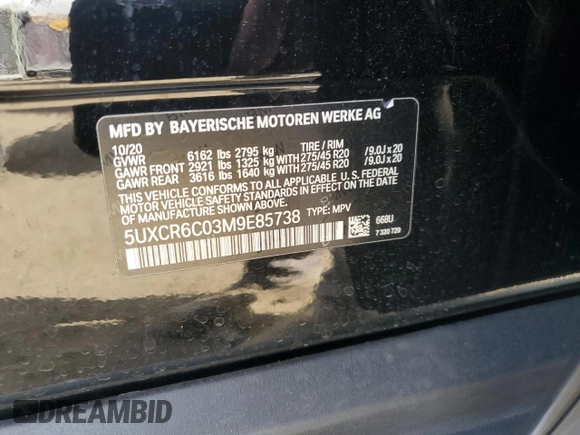 MFD BY BAYERISCHE MOTOREN WERKE AG
10/20 TIRE / RIM
GVWR 6162 lbs 2795 kg
GAWR FRONT 2921 lbs 1325 kg WITH 275/45 R20 /9.0J x 20
GAWR REAR 3616 lbs 1640 kg WITH 275/45 R20 /9.0J x 20
THIS VEHICLE CONFORMS TO ALL APPLICABLE U.S. FEDERAL
MOTOR VEHICLE SAFETY STANDARDS IN EFFECT ON THE
DATE OF MANUFACTURE SHOWN ABOVE.
5UXCR6C03M9E85738 TYPE: MPV
668U
7 320 729
DREAMBID